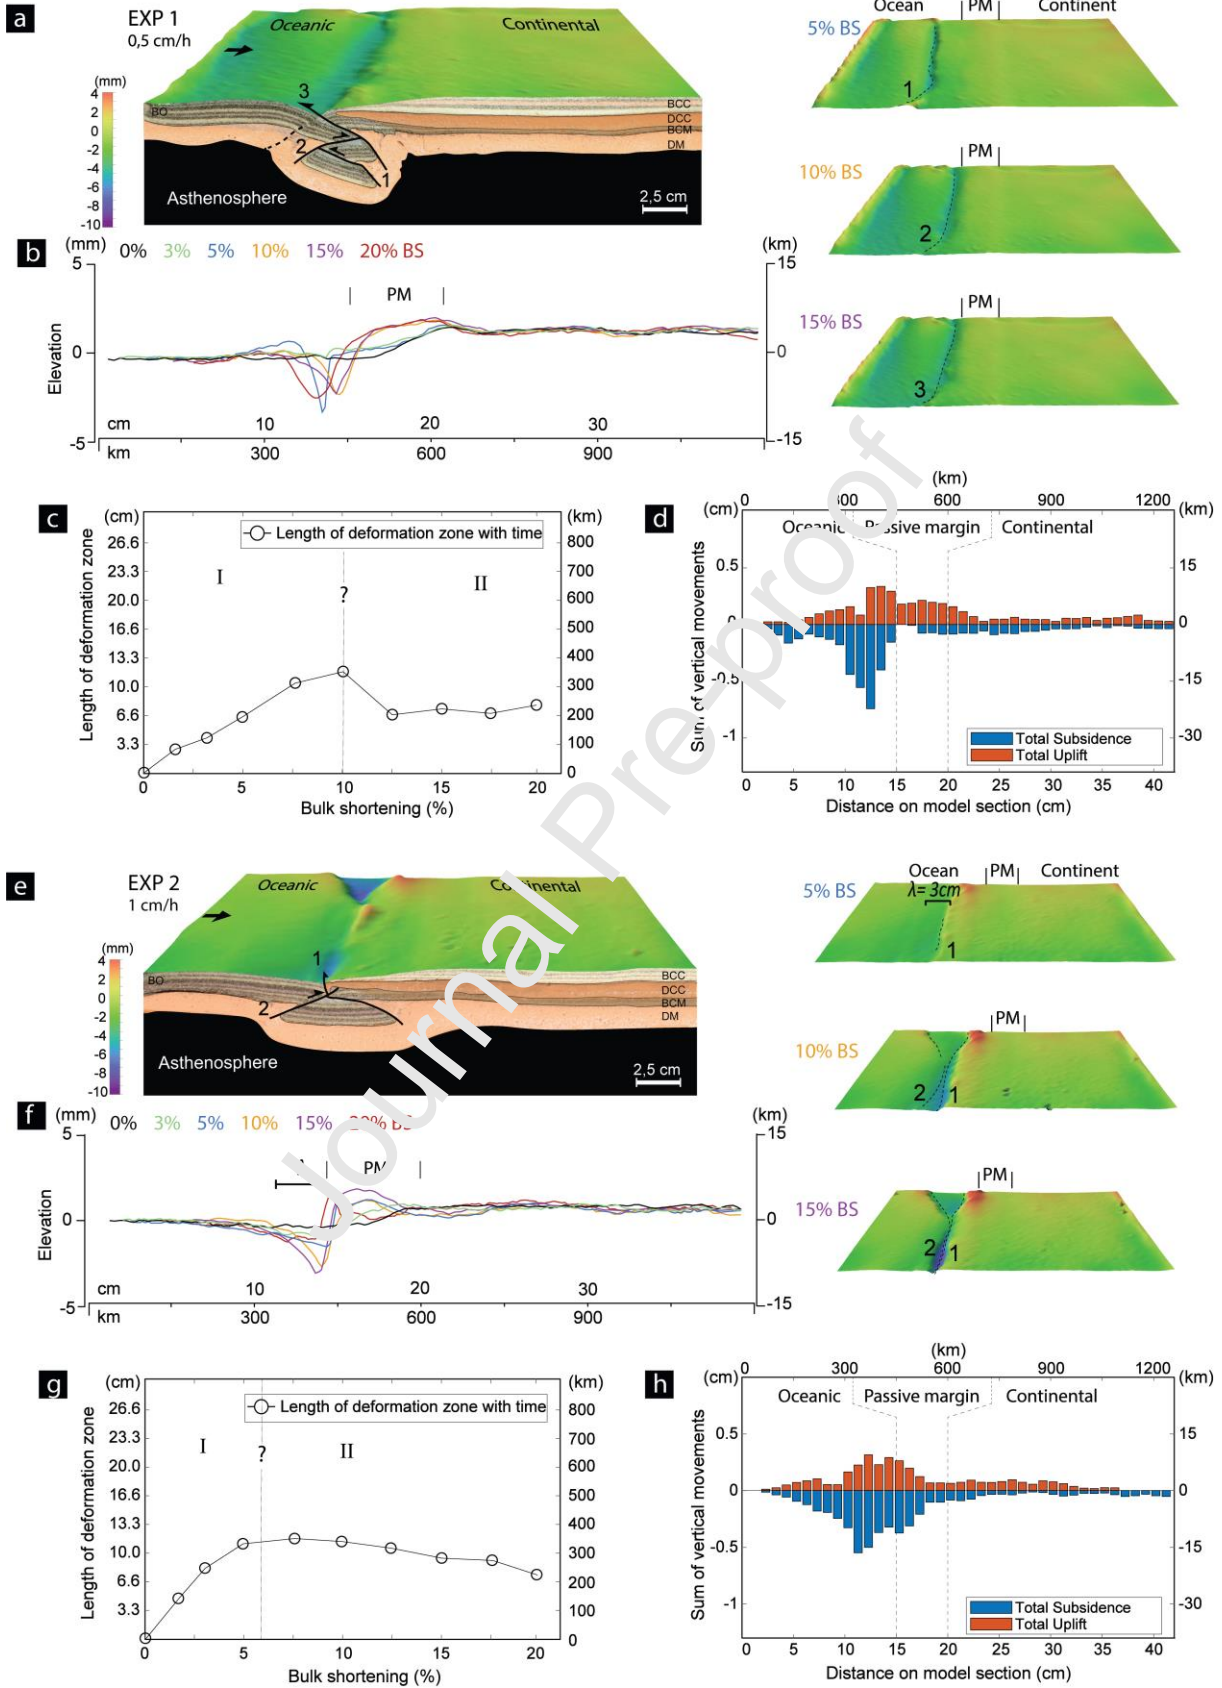 a
EXP 1
0,5 cm/h
Oceanic
Continental
(mm)
4
2
0
-2
-4
-6
-8
-10
BO
3
2
1
BCC
DCC
BCM
DM
Asthenosphere
2,5 cm
Ocean | PM | Continent
5% BS
1
10% BS
| PM |
2
15% BS
| PM |
3
b
(mm)
0% 3% 5% 10% 15% 20% BS
(km)
5
0
-5
15
0
-15
Elevation
| PM |
cm 10 20 30
km 300 600 900
c
(cm)
(km)
Length of deformation zone with time
26.6
23.3
20.0
16.6
13.3
10.0
6.6
3.3
800
700
600
500
400
300
200
100
0
I
?
II
Length of deformation zone
0 5 10 15 20
Bulk shortening (%)
d
(km)
0 300 600 900 1200
(cm)
(km)
Oceanic Passive margin Continental
0.5
0
-0.5
-1
15
0
-15
-30
Sum of vertical movements
Total Subsidence
Total Uplift
0 5 10 15 20 25 30 35 40
Distance on model section (cm)
e
EXP 2
1 cm/h
Oceanic
Continental
(mm)
4
2
0
-2
-4
-6
-8
-10
BO
1
2
BCC
DCC
BCM
DM
Asthenosphere
2,5 cm
Ocean | PM | Continent
5% BS
λ= 3cm
1
10% BS
| PM |
2 1
15% BS
| PM |
2 1
f
(mm)
0% 3% 5% 10% 15% 20% BS
(km)
5
0
-5
15
0
-15
Elevation
| PM |
cm 10 20 30
km 300 600 900
g
(cm)
(km)
Length of deformation zone with time
26.6
23.3
20.0
16.6
13.3
10.0
6.6
3.3
800
700
600
500
400
300
200
100
0
I
?
II
Length of deformation zone
0 5 10 15 20
Bulk shortening (%)
h
(km)
0 300 600 900 1200
(cm)
(km)
Oceanic Passive margin Continental
0.5
0
-0.5
-1
15
0
-15
-30
Sum of vertical movements
Total Subsidence
Total Uplift
0 5 10 15 20 25 30 35 40
Distance on model section (cm)
Journal Pre-proof